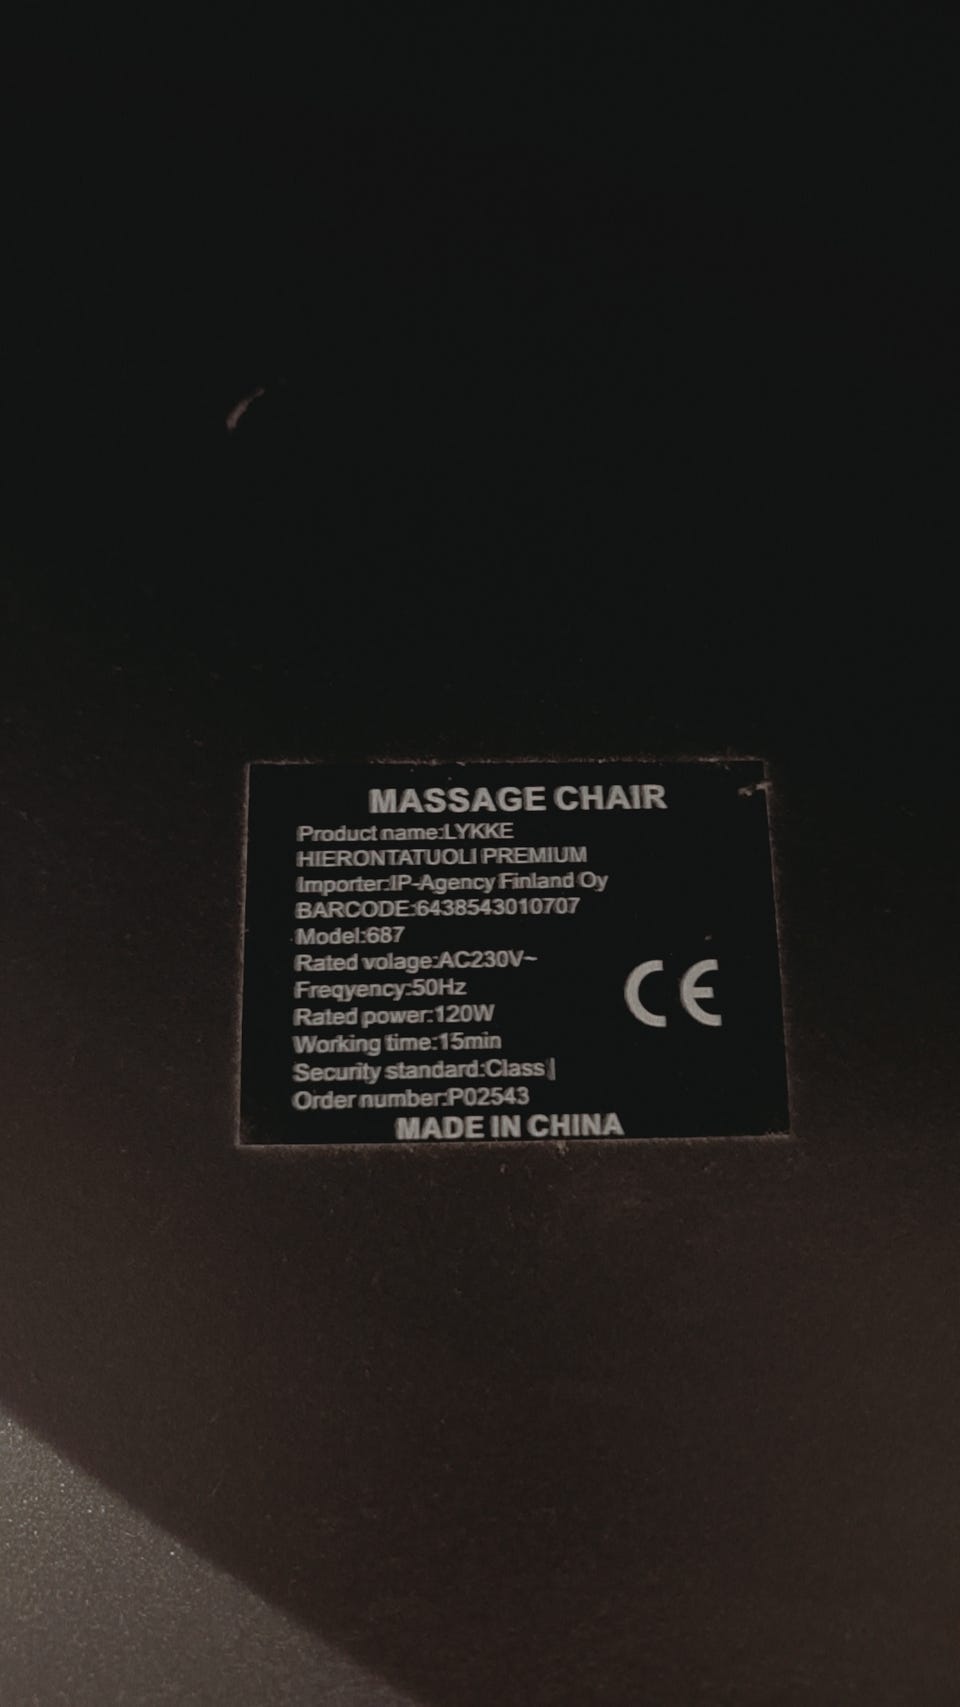 MASSAGE CHAIR
Product name:LYKKE
HIERONTATUOLI PREMIUM
Importer:IP-Agency Finland Oy
BARCODE:6438543010707
Model:687
Rated volage:AC230V~
Freqyency:50Hz
Rated power:120W
Working time:15min
Security standard:Class I
Order number:P02543
MADE IN CHINA
CE